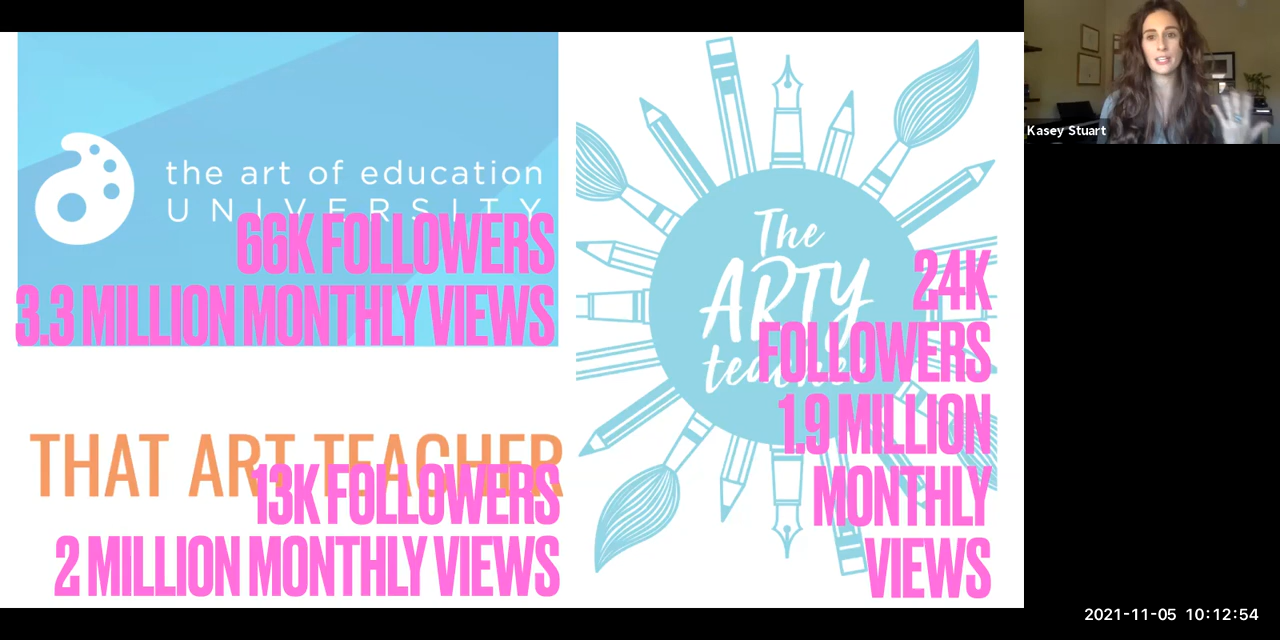 the art of education
UNIVERSITY
66K FOLLOWERS
3.3 MILLION MONTHLY VIEWS
THAT ART TEACHER
13K FOLLOWERS
2 MILLION MONTHLY VIEWS
The
ARTY
teacher
24K
FOLLOWERS
1.9 MILLION
MONTHLY
VIEWS
Kasey Stuart
2021-11-05 10:12:54